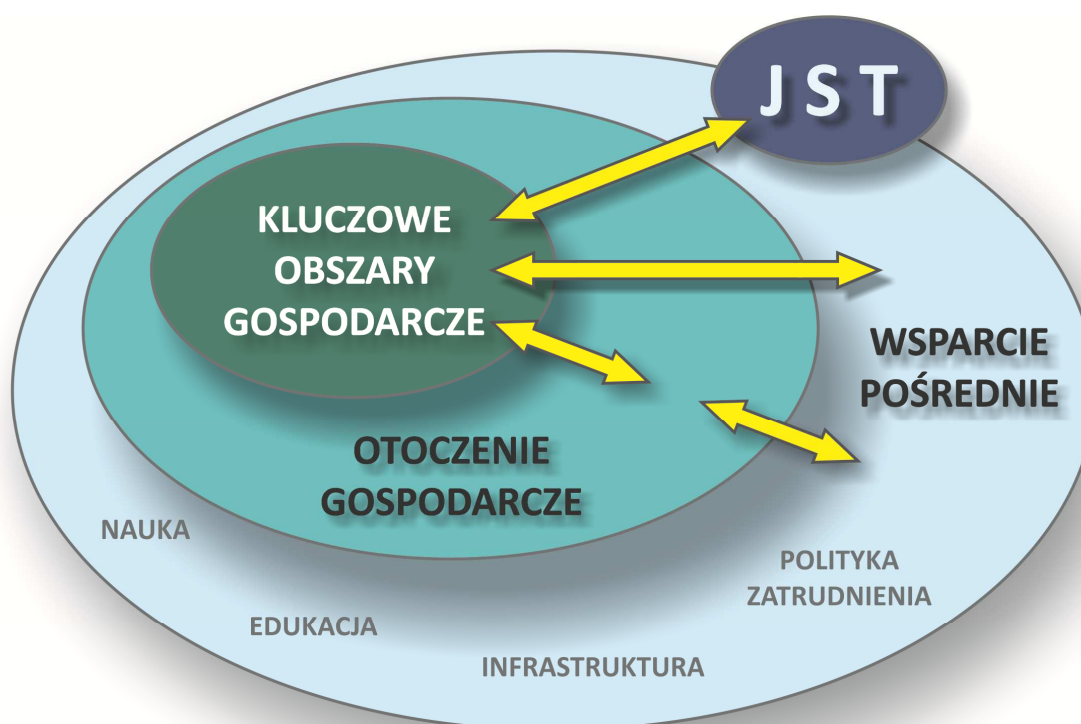 J S T
KLUCZOWE
OBSZARY
GOSPODARCZE
WSPARCIE
POŚREDNIE
OTOCZENIE
GOSPODARCZE
NAUKA
POLITYKA
ZATRUDNIENIA
EDUKACJA
INFRASTRUKTURA